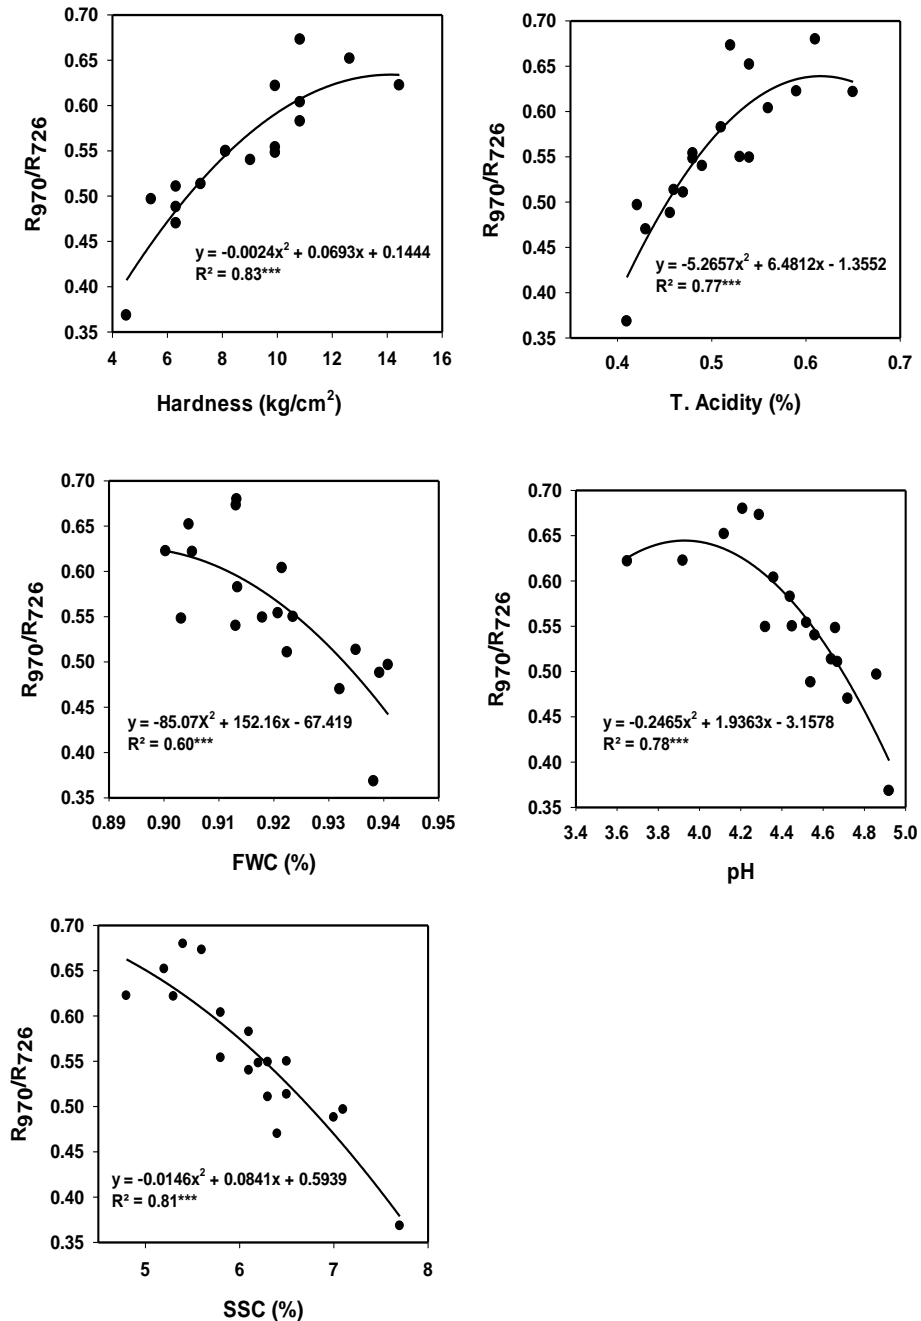 0.70
0.65
0.60
0.55
0.50
0.45
0.40
0.35
R970/R726
y = -0.0024x² + 0.0693x + 0.1444
R² = 0.83***
4 6 8 10 12 14 16
Hardness (kg/cm²)
0.70
0.65
0.60
0.55
0.50
0.45
0.40
0.35
R970/R726
y = -5.2657x² + 6.4812x - 1.3552
R² = 0.77***
0.4 0.5 0.6 0.7
T. Acidity (%)
0.70
0.65
0.60
0.55
0.50
0.45
0.40
0.35
R970/R726
y = -85.07X² + 152.16x - 67.419
R² = 0.60***
0.89 0.90 0.91 0.92 0.93 0.94 0.95
FWC (%)
0.70
0.65
0.60
0.55
0.50
0.45
0.40
0.35
R970/R726
y = -0.2465x² + 1.9363x - 3.1578
R² = 0.78***
3.4 3.6 3.8 4.0 4.2 4.4 4.6 4.8 5.0
pH
0.70
0.65
0.60
0.55
0.50
0.45
0.40
0.35
R970/R726
y = -0.0146x² + 0.0841x + 0.5939
R² = 0.81***
5 6 7 8
SSC (%)